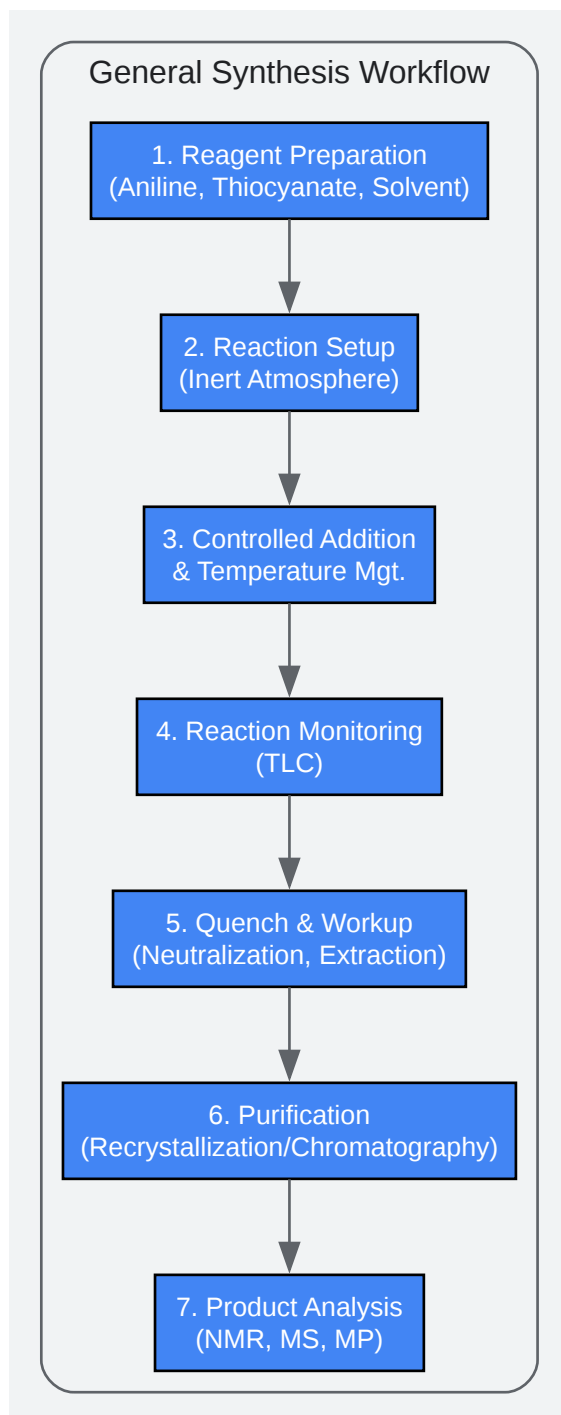 General Synthesis Workflow
1. Reagent Preparation
(Aniline, Thiocyanate, Solvent)
2. Reaction Setup
(Inert Atmosphere)
3. Controlled Addition
& Temperature Mgt.
4. Reaction Monitoring
(TLC)
5. Quench & Workup
(Neutralization, Extraction)
6. Purification
(Recrystallization/Chromatography)
7. Product Analysis
(NMR, MS, MP)